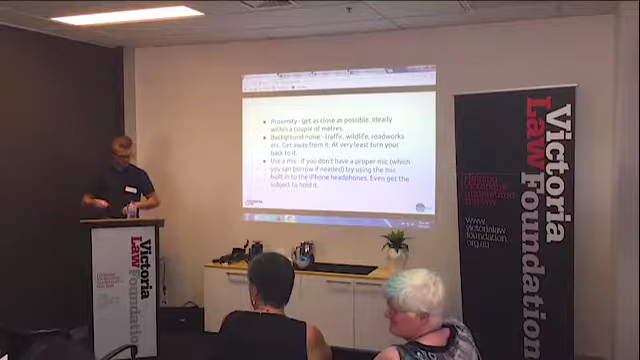 Proximity - get as close as possible. Ideally
within a couple of metres.
Background noise - traffic, wildlife, roadworks
etc. Get away from it. At very least turn your
back to it.
Use a mic - if you don't have a proper mic (which
you can borrow if needed) try using the mic
built in to the iPhone headphones. Even get the
subject to hold it.
Victoria
Law Foundation
www.
victorialaw
foundation
.org.au
Victoria
Law Foundation